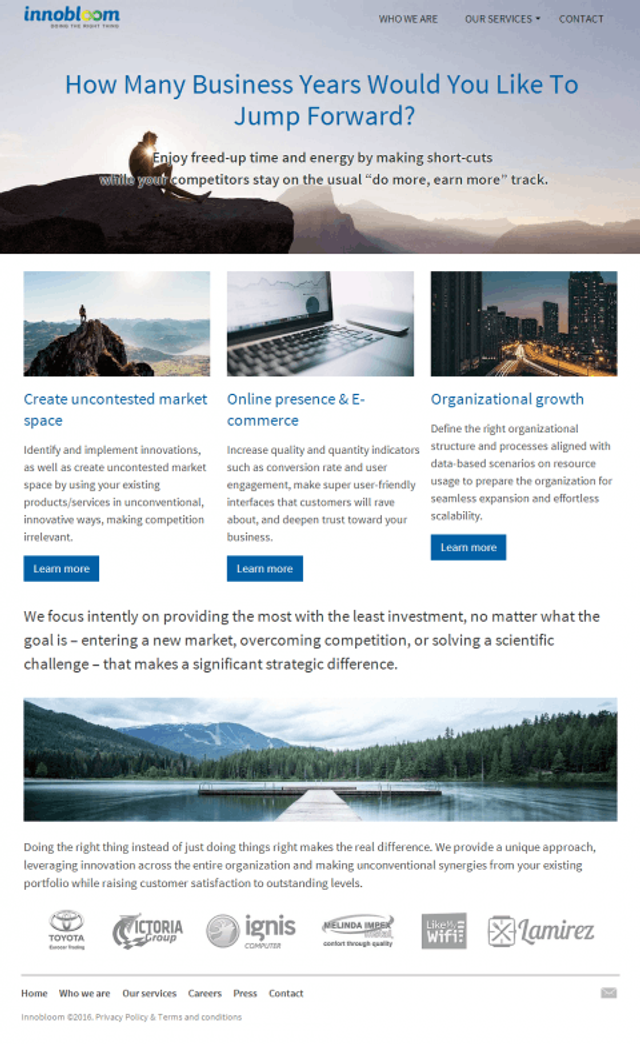 innobloom
DOING THE RIGHT THING
WHO WE ARE
OUR SERVICES
CONTACT
How Many Business Years Would You Like To
Jump Forward?
Enjoy freed-up time and energy by making short-cuts
while your competitors stay on the usual “do more, earn more” track.
Create uncontested market
space
Identify and implement innovations,
as well as create uncontested market
space by using your existing
products/services in unconventional,
innovative ways, making competition
irrelevant.
Learn more
Online presence & E-
commerce
Increase quality and quantity indicators
such as conversion rate and user
engagement, make super user-friendly
interfaces that customers will rave
about, and deepen trust toward your
business.
Learn more
Organizational growth
Define the right organizational
structure and processes aligned with
data-based scenarios on resource
usage to prepare the organization for
seamless expansion and effortless
scalability.
Learn more
We focus intently on providing the most with the least investment, no matter what the
goal is – entering a new market, overcoming competition, or solving a scientific
challenge – that makes a significant strategic difference.
Doing the right thing instead of just doing things right makes the real difference. We provide a unique approach,
leveraging innovation across the entire organization and making unconventional synergies from your existing
portfolio while raising customer satisfaction to outstanding levels.
TOYOTA
Eurocar Trading
VICTORIA
Group
ignis
COMPUTER
MELINDA IMPEX
Instal
comfort through quality
Like
WiFi
Lamirez
Home Who we are Our services Careers Press Contact
Innobloom ©2016. Privacy Policy & Terms and conditions